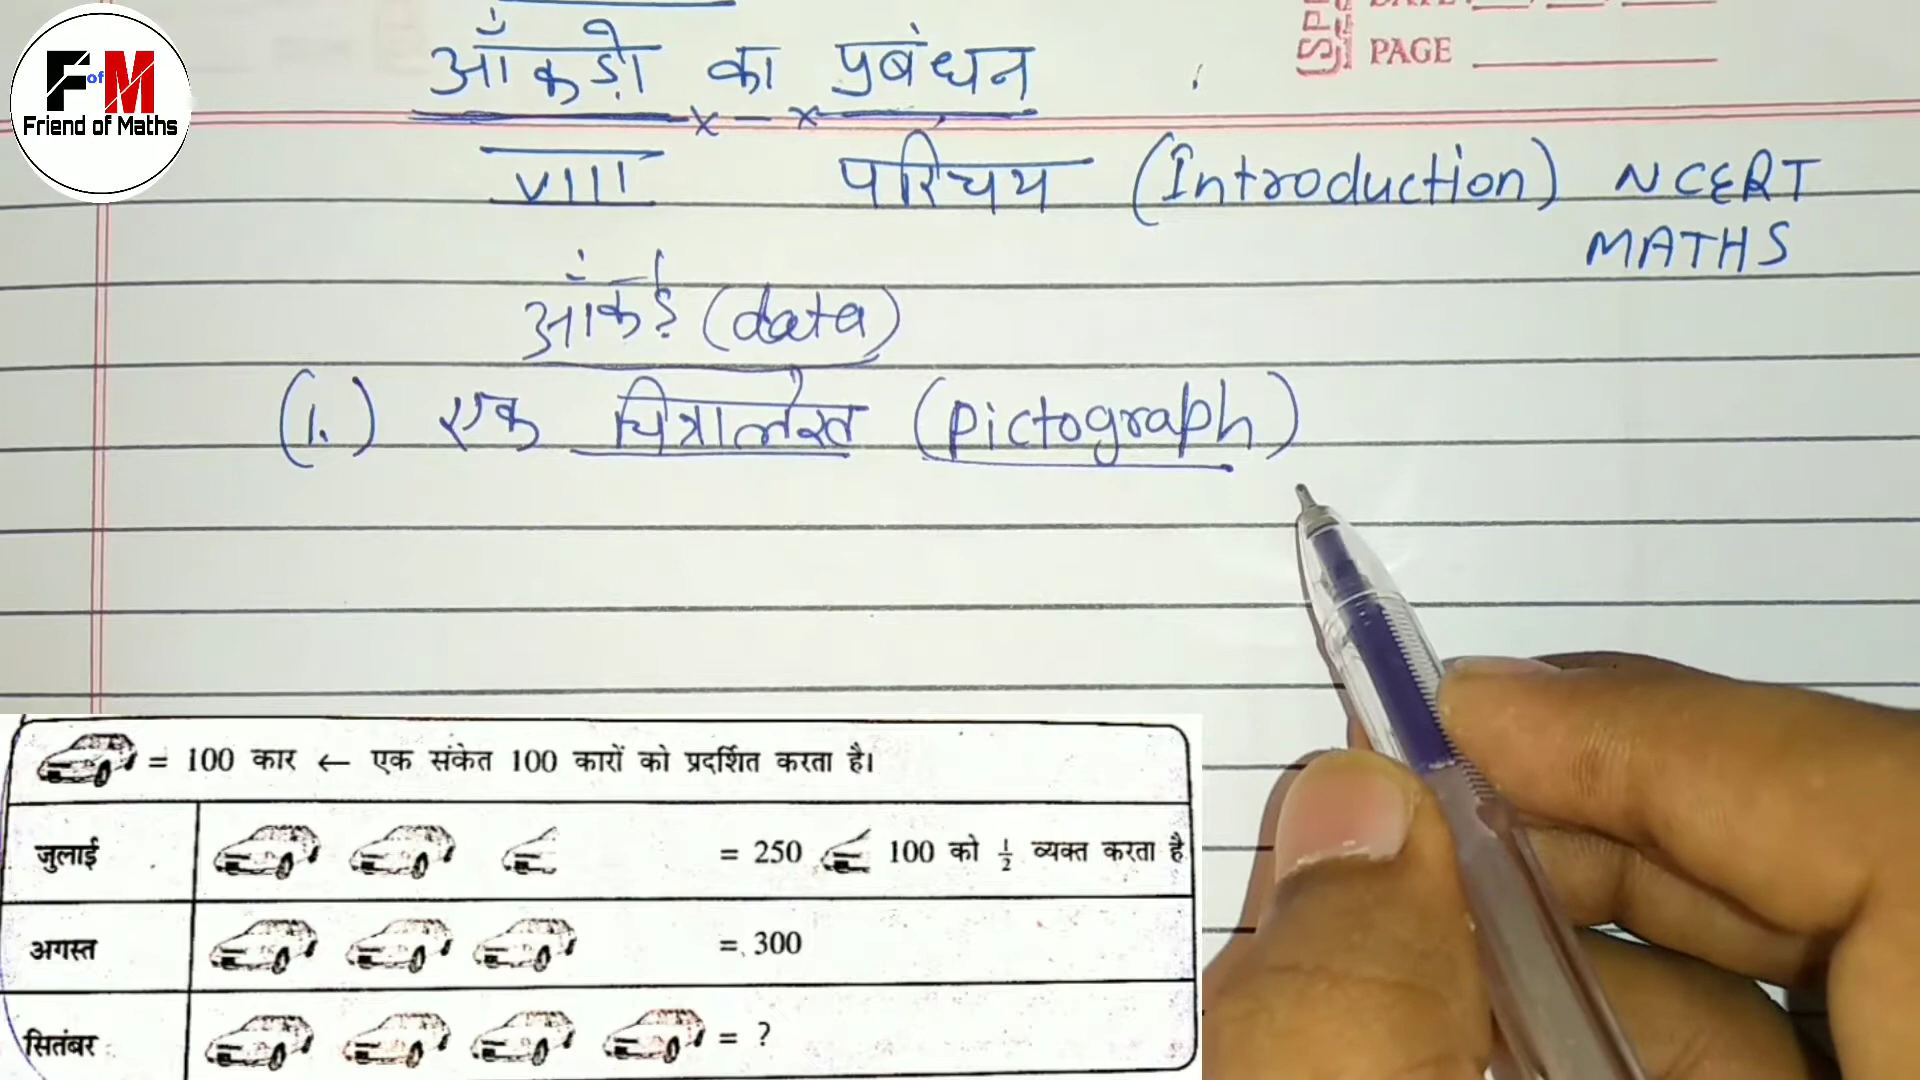 F of M
Friend of Maths
PAGE
आँकड़ो का प्रबंधन
VIII परिचय (Introduction) NCERT
MATHS
आँकड़े (data)
(1.) एक चित्रालेख (Pictograph)
= 100 कार ← एक संकेत 100 कारों को प्रदर्शित करता है।
जुलाई = 250 100 को 1/2 व्यक्त करता है
अगस्त = 300
सितंबर = ?